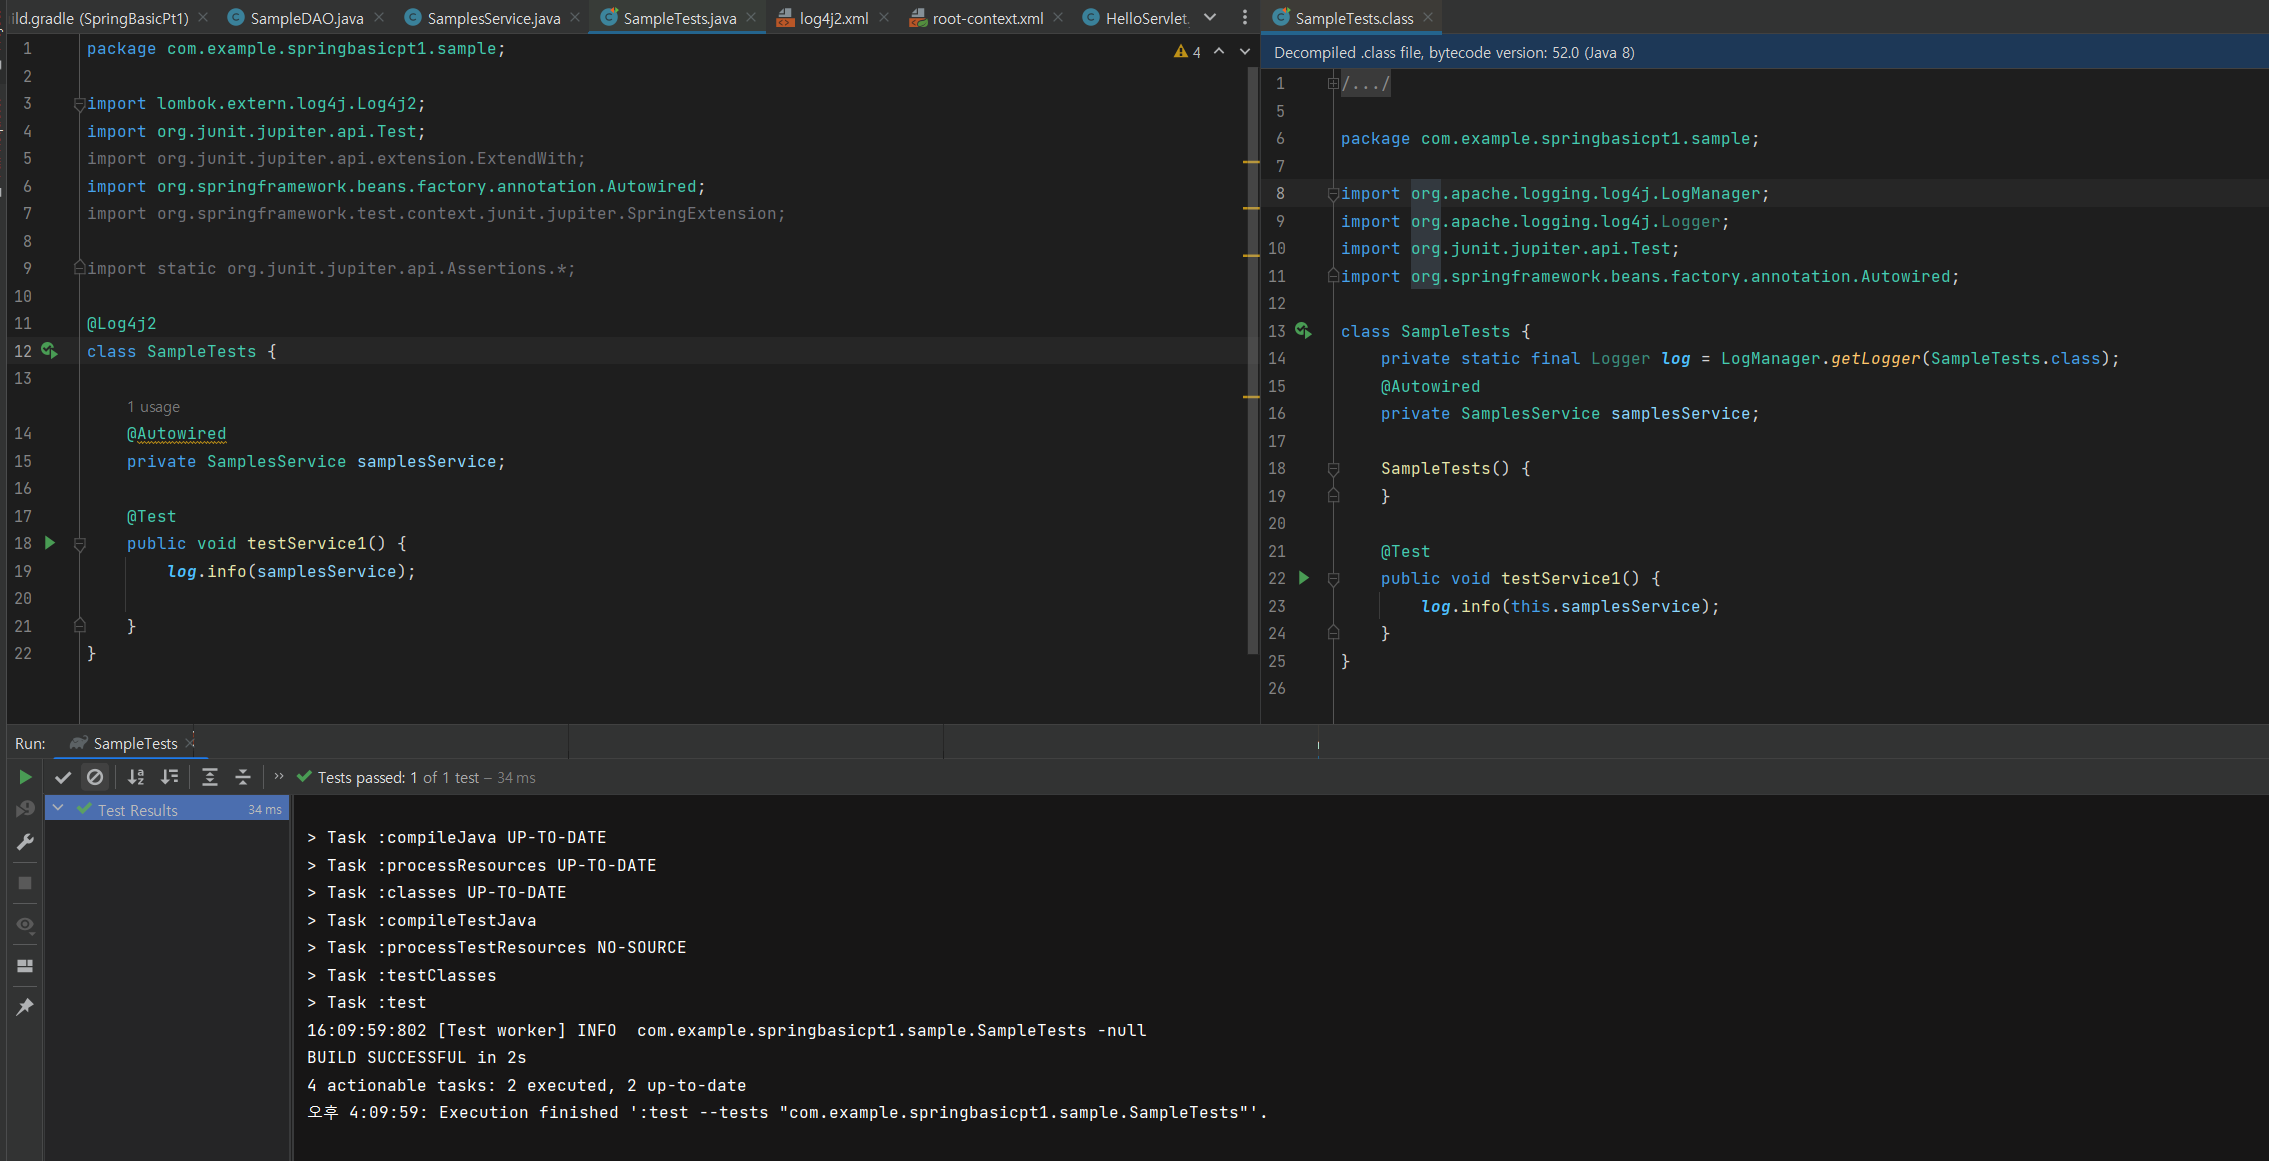 ild.gradle (SpringBasicPt1)
SampleDAO.java
SamplesService.java
SampleTests.java
log4j2.xml
root-context.xml
HelloServlet.
1 package com.example.springbasicpt1.sample;
2
3 import lombok.extern.log4j.Log4j2;
4 import org.junit.jupiter.api.Test;
5 import org.junit.jupiter.api.extension.ExtendWith;
6 import org.springframework.beans.factory.annotation.Autowired;
7 import org.springframework.test.context.junit.jupiter.SpringExtension;
8
9 import static org.junit.jupiter.api.Assertions.*;
10
11 @Log4j2
12 class SampleTests {
13
1 usage
14 @Autowired
15 private SamplesService samplesService;
16
17 @Test
18 public void testService1() {
19 log.info(samplesService);
20
21 }
22 }
4
SampleTests.class
Decompiled .class file, bytecode version: 52.0 (Java 8)
1 /.../
5
6 package com.example.springbasicpt1.sample;
7
8 import org.apache.logging.log4j.LogManager;
9 import org.apache.logging.log4j.Logger;
10 import org.junit.jupiter.api.Test;
11 import org.springframework.beans.factory.annotation.Autowired;
12
13 class SampleTests {
14 private static final Logger log = LogManager.getLogger(SampleTests.class);
15 @Autowired
16 private SamplesService samplesService;
17
18 SampleTests() {
19 }
20
21 @Test
22 public void testService1() {
23 log.info(this.samplesService);
24 }
25 }
26
Run: SampleTests
Tests passed: 1 of 1 test – 34 ms
Test Results 34 ms
> Task :compileJava UP-TO-DATE
> Task :processResources UP-TO-DATE
> Task :classes UP-TO-DATE
> Task :compileTestJava
> Task :processTestResources NO-SOURCE
> Task :testClasses
> Task :test
16:09:59:802 [Test worker] INFO  com.example.springbasicpt1.sample.SampleTests -null
BUILD SUCCESSFUL in 2s
4 actionable tasks: 2 executed, 2 up-to-date
오후 4:09:59: Execution finished ':test --tests "com.example.springbasicpt1.sample.SampleTests"'.